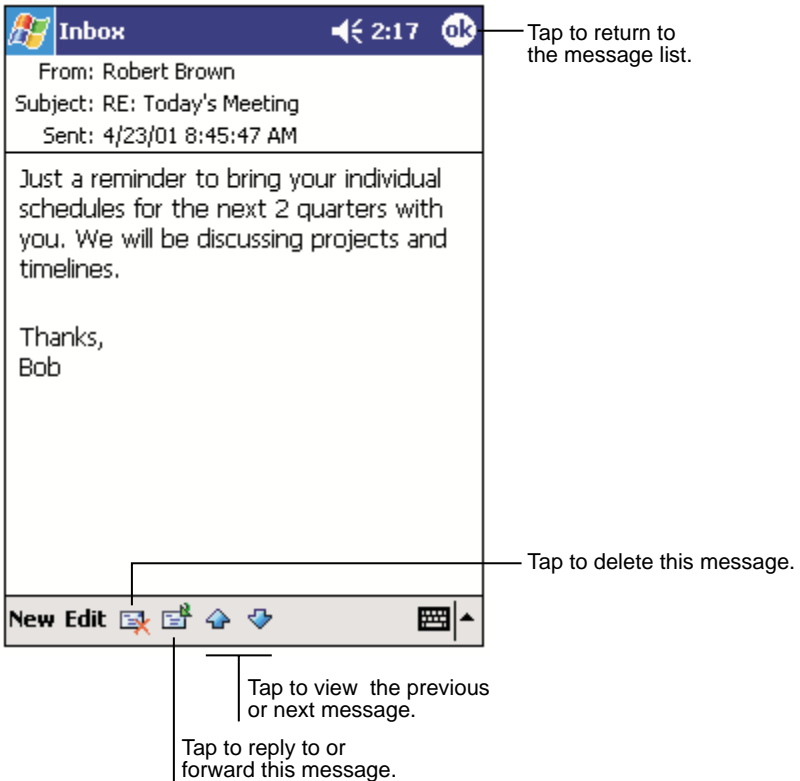 Inbox 2:17 ok
From: Robert Brown
Subject: RE: Today's Meeting
Sent: 4/23/01 8:45:47 AM
Just a reminder to bring your individual
schedules for the next 2 quarters with
you. We will be discussing projects and
timelines.
Thanks,
Bob
New Edit
Tap to return to
the message list.
Tap to delete this message.
Tap to view the previous
or next message.
Tap to reply to or
forward this message.